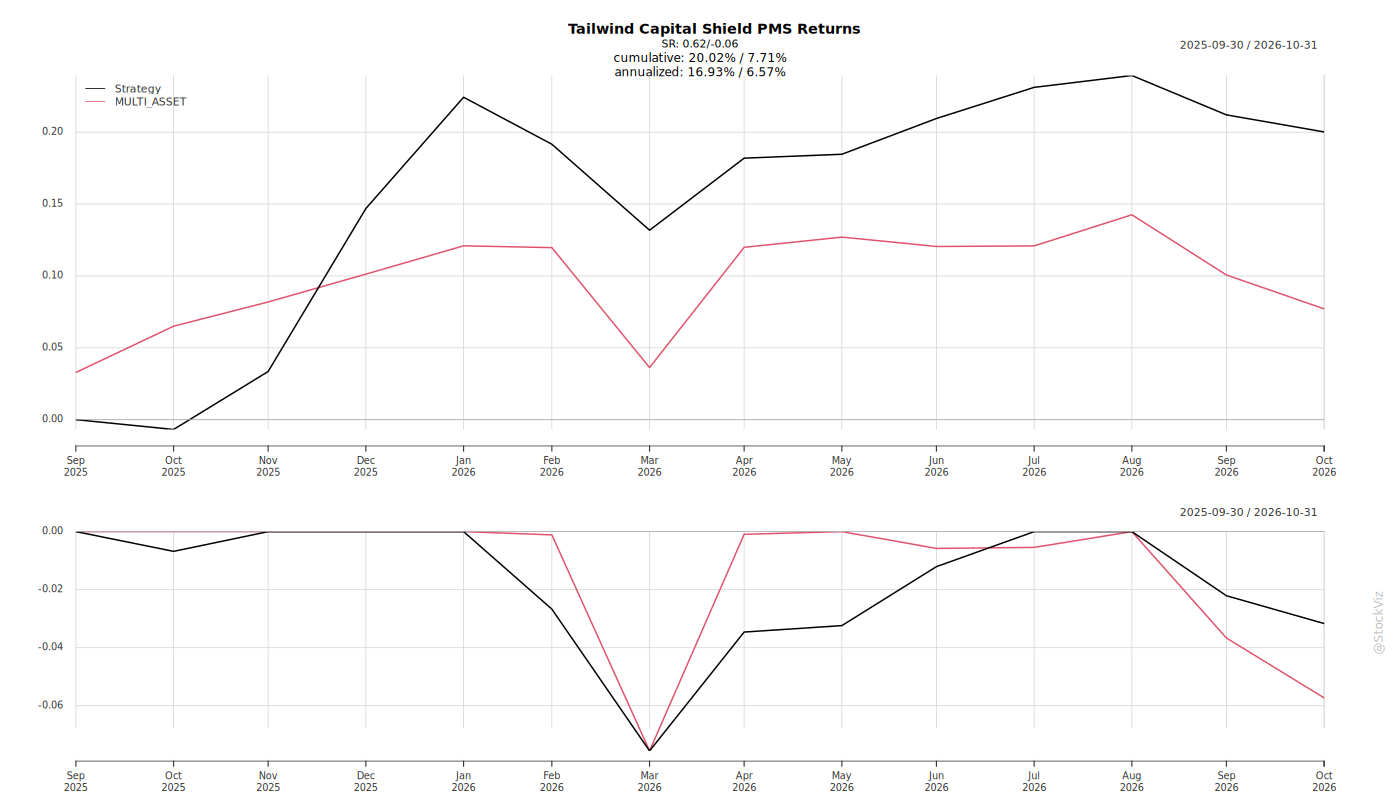 Tailwind Capital Shield PMS Returns
SR: 0.62/-0.06
cumulative: 20.02% / 7.71%
annualized: 16.93% / 6.57%
2025-09-30 / 2026-10-31
Strategy
MULTI_ASSET
0.20
0.15
0.10
0.05
0.00
Sep Oct Nov Dec Jan Feb Mar Apr May Jun Jul Aug Sep Oct
2025 2025 2025 2025 2026 2026 2026 2026 2026 2026 2026 2026 2026 2026
2025-09-30 / 2026-10-31
0.00
-0.02
-0.04
-0.06
Sep Oct Nov Dec Jan Feb Mar Apr May Jun Jul Aug Sep Oct
2025 2025 2025 2025 2026 2026 2026 2026 2026 2026 2026 2026 2026 2026
@StockViz